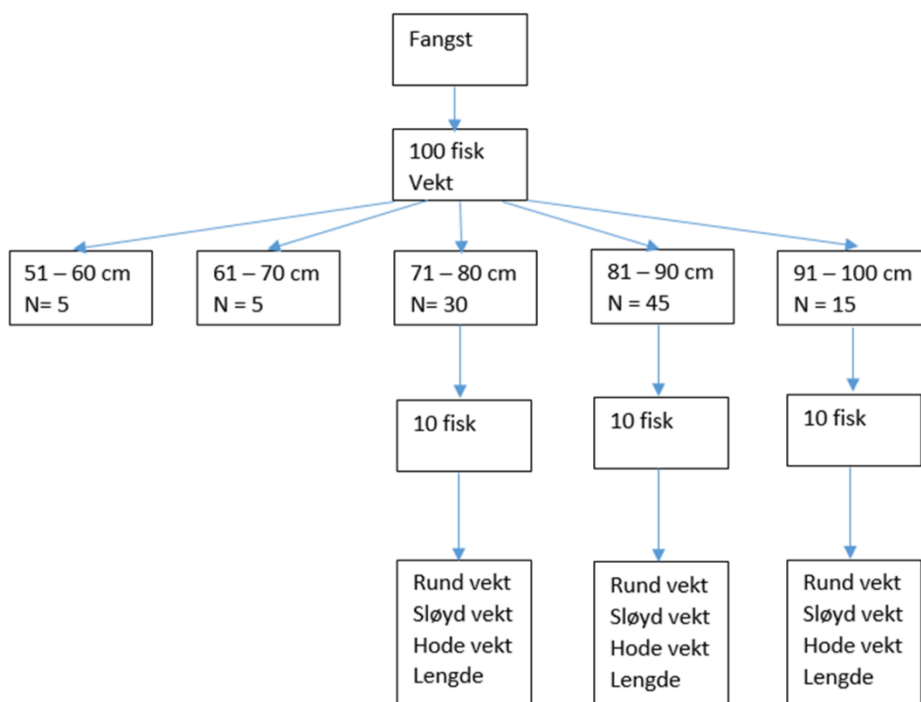 Fangst
100 fisk
Vekt
51 – 60 cm
N= 5
61 – 70 cm
N = 5
71 – 80 cm
N= 30
81 – 90 cm
N = 45
91 – 100 cm
N = 15
10 fisk
10 fisk
10 fisk
Rund vekt
Sløyd vekt
Hode vekt
Lengde
Rund vekt
Sløyd vekt
Hode vekt
Lengde
Rund vekt
Sløyd vekt
Hode vekt
Lengde